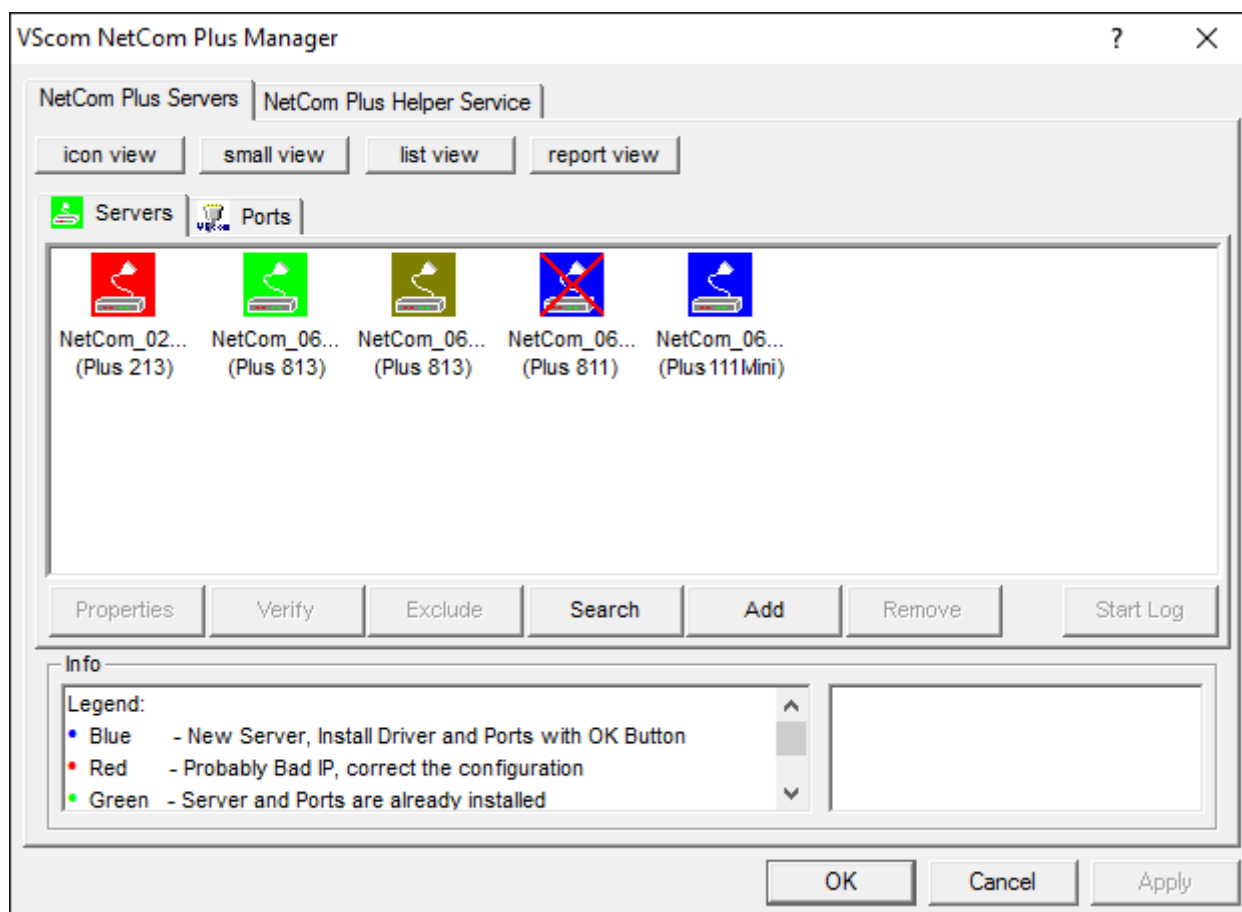 VScom NetCom Plus Manager
?
NetCom Plus Servers NetCom Plus Helper Service
icon view small view list view report view
Servers Ports
NetCom_02... NetCom_06... NetCom_06... NetCom_06... NetCom_06...
(Plus 213) (Plus 813) (Plus 813) (Plus 811) (Plus 111Mini)
Properties Verify Exclude Search Add Remove Start Log
Info
Legend:
• Blue - New Server, Install Driver and Ports with OK Button
• Red - Probably Bad IP, correct the configuration
• Green - Server and Ports are already installed
OK Cancel Apply